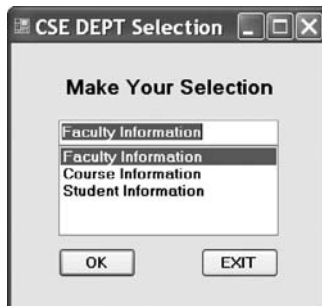 CSE DEPT Selection
Make Your Selection
Faculty Information
Faculty Information
Course Information
Student Information
OK EXIT